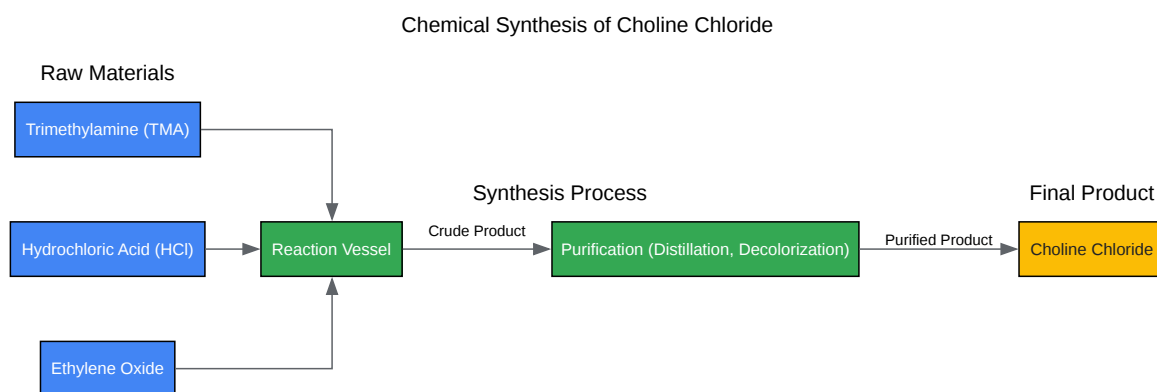 Chemical Synthesis of Choline Chloride
Raw Materials
Trimethylamine (TMA)
Hydrochloric Acid (HCl)
Ethylene Oxide
Synthesis Process
Reaction Vessel
Crude Product
Purification (Distillation, Decolorization)
Purified Product
Final Product
Choline Chloride